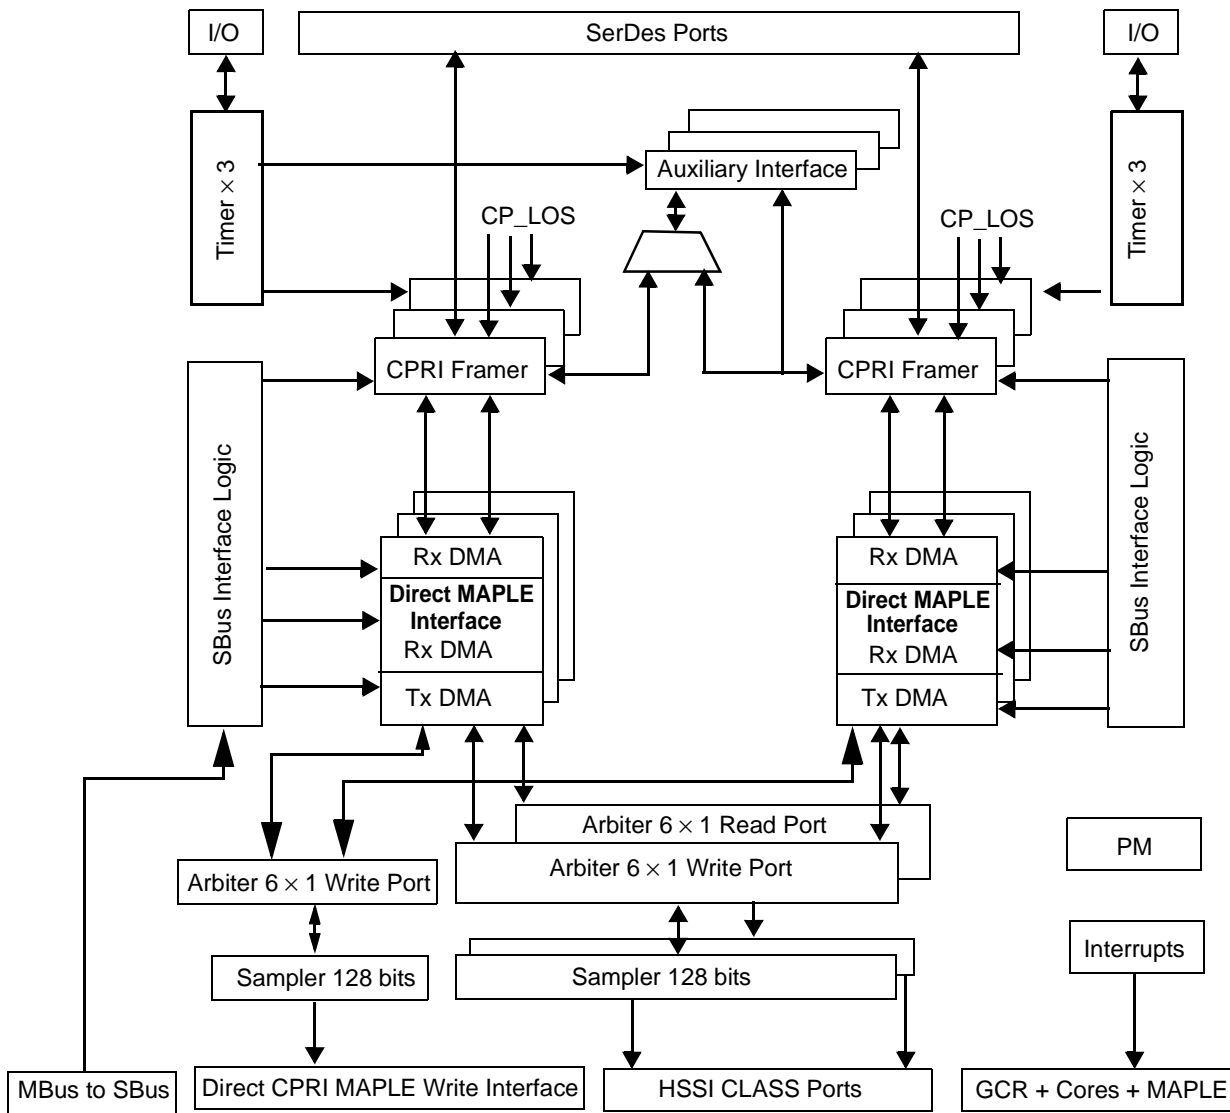 I/O
SerDes Ports
I/O
Timer × 3
Auxiliary Interface
Timer × 3
CP_LOS
CP_LOS
CPRI Framer
CPRI Framer
SBus Interface Logic
SBus Interface Logic
Rx DMA
Direct MAPLE
Interface
Rx DMA
Tx DMA
Rx DMA
Direct MAPLE
Interface
Rx DMA
Tx DMA
Arbiter 6 × 1 Read Port
Arbiter 6 × 1 Write Port
Arbiter 6 × 1 Write Port
PM
Sampler 128 bits
Sampler 128 bits
Interrupts
MBus to SBus
Direct CPRI MAPLE Write Interface
HSSI CLASS Ports
GCR + Cores + MAPLE